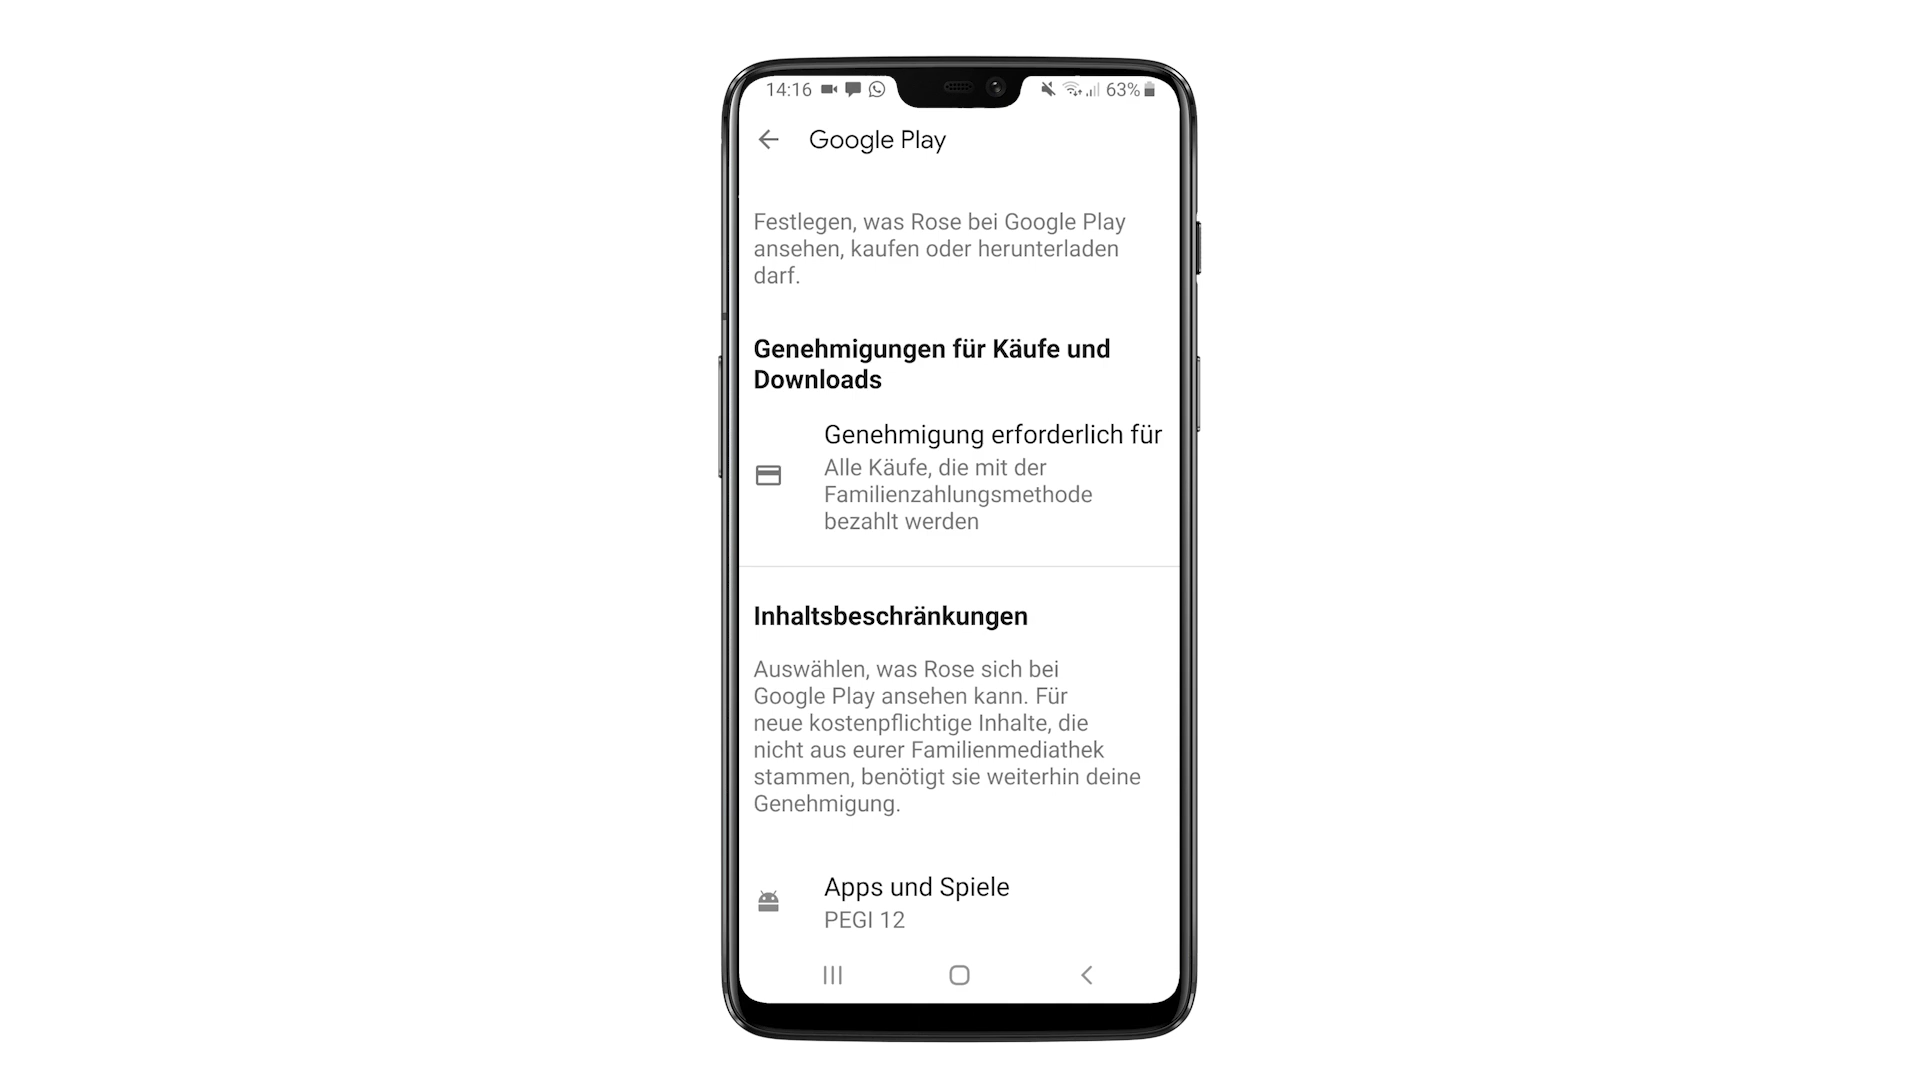 14:16 63%
Google Play
Festlegen, was Rose bei Google Play
ansehen, kaufen oder herunterladen
darf.
Genehmigungen für Käufe und
Downloads
Genehmigung erforderlich für
Alle Käufe, die mit der
Familienzahlungsmethode
bezahlt werden
Inhaltsbeschränkungen
Auswählen, was Rose sich bei
Google Play ansehen kann. Für
neue kostenpflichtige Inhalte, die
nicht aus eurer Familienmediathek
stammen, benötigt sie weiterhin deine
Genehmigung.
Apps und Spiele
PEGI 12